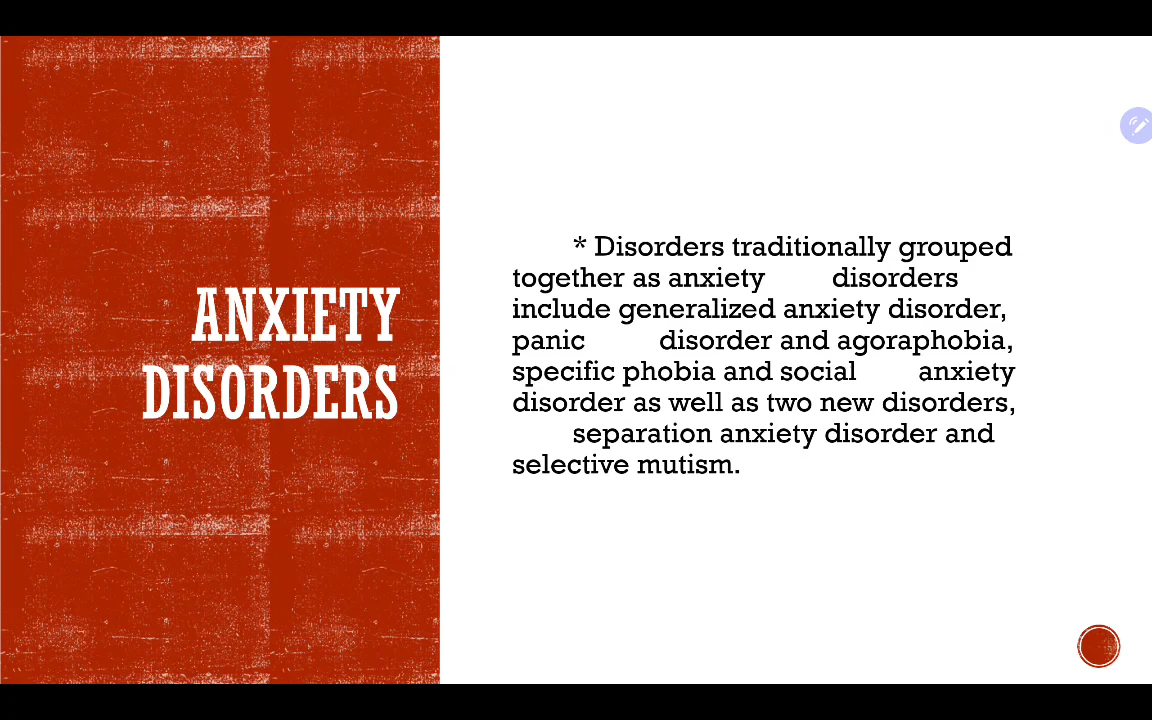 ANXIETY
DISORDERS
* Disorders traditionally grouped
together as anxiety disorders
include generalized anxiety disorder,
panic disorder and agoraphobia,
specific phobia and social anxiety
disorder as well as two new disorders,
separation anxiety disorder and
selective mutism.